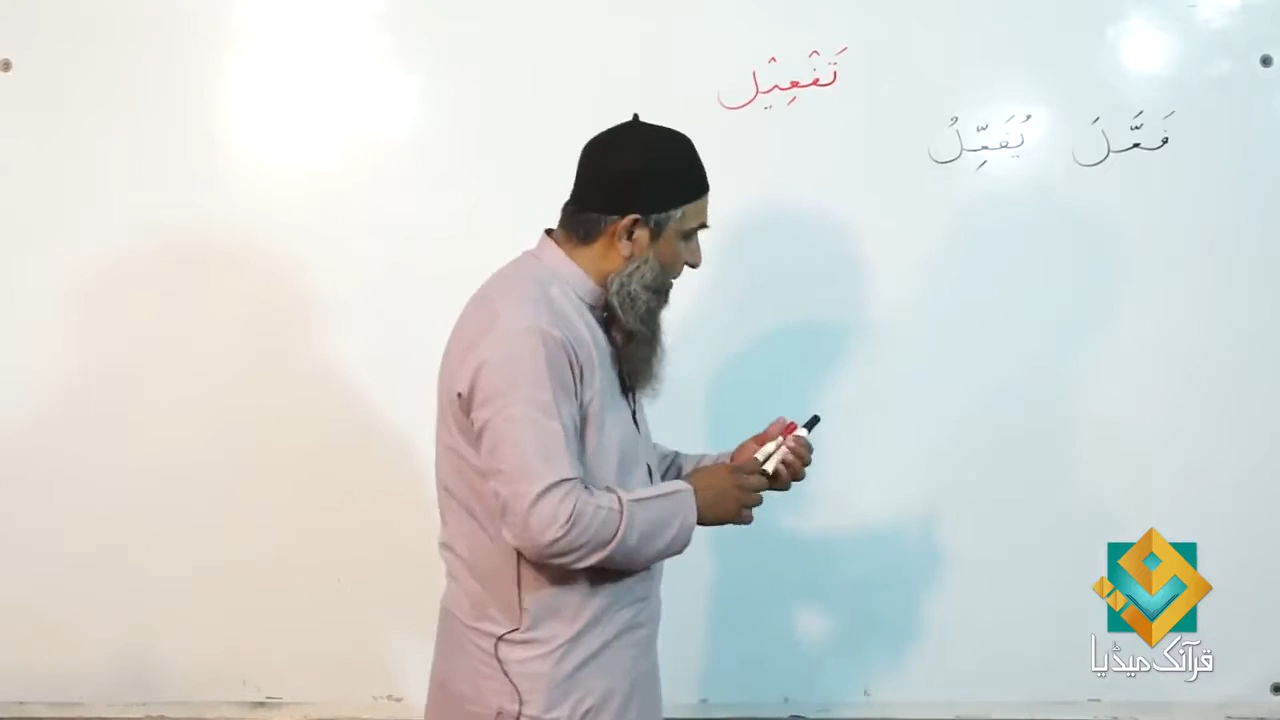 تَفْعِيْل
فَعَّلَ يُفَعِّلُ
قرآنک میڈیا